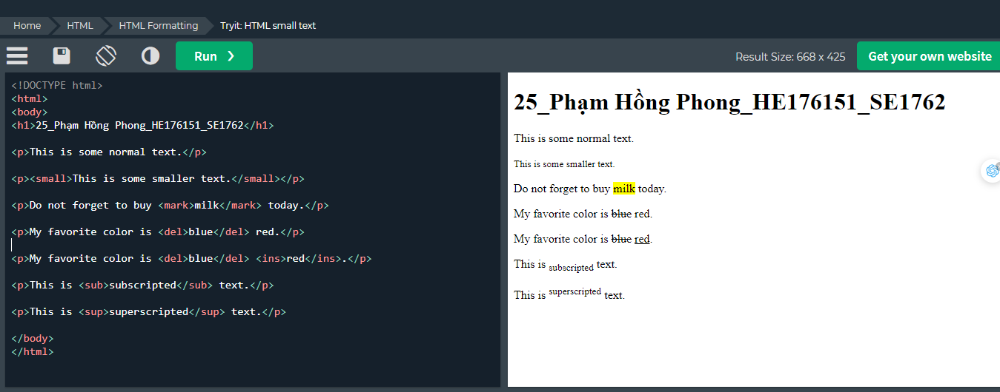 Home HTML HTML Formatting Tryit: HTML small text
Run ❯ Result Size: 668 x 425 Get your own website
<!DOCTYPE html>
<html>
<body>
<h1>25_Phạm Hồng Phong_HE176151_SE1762</h1>
<p>This is some normal text.</p>
<p><small>This is some smaller text.</small></p>
<p>Do not forget to buy <mark>milk</mark> today.</p>
<p>My favorite color is <del>blue</del> red.</p>
<p>My favorite color is <del>blue</del> <ins>red</ins>.</p>
<p>This is <sub>subscripted</sub> text.</p>
<p>This is <sup>superscripted</sup> text.</p>
</body>
</html>
25_Phạm Hồng Phong_HE176151_SE1762
This is some normal text.
This is some smaller text.
Do not forget to buy milk today.
My favorite color is blue red.
My favorite color is blue red.
This is subscripted text.
This is superscripted text.